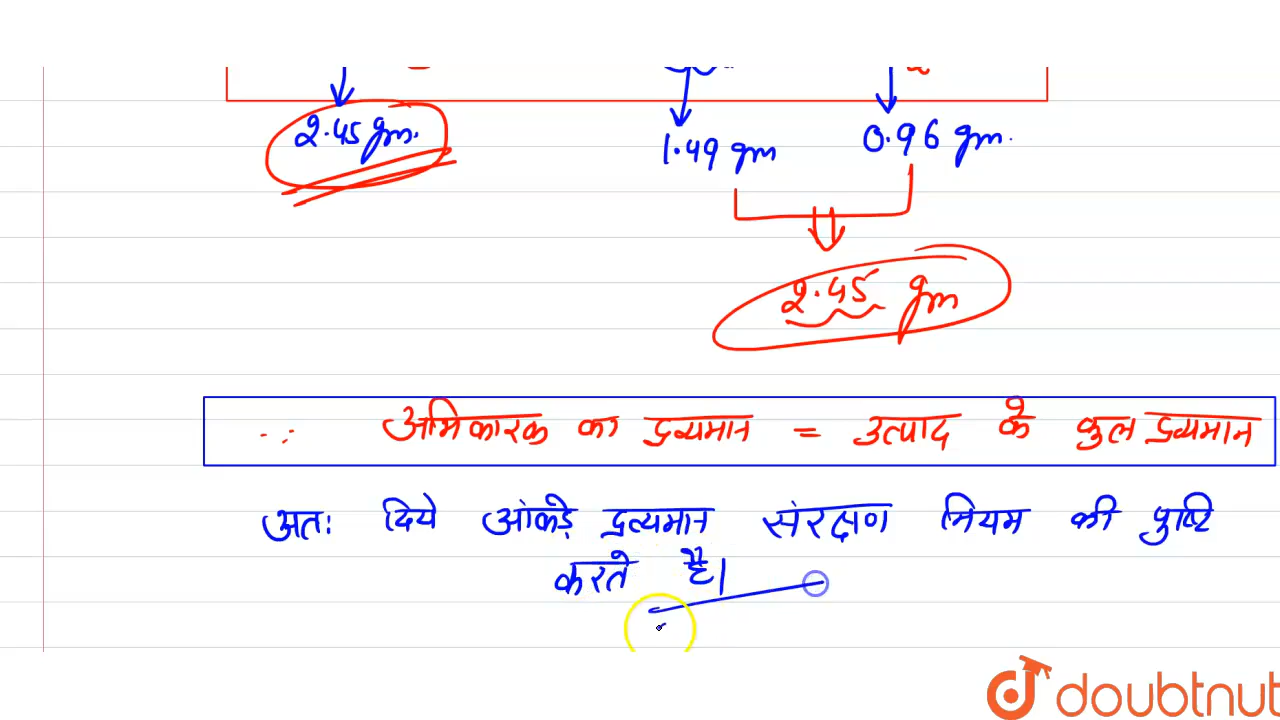 2.45 gm. 1.49 gm 0.96 gm.
2.45 gm
∵ अभिकारक का द्रव्यमान = उत्पाद के कुल द्रव्यमान
अतः दिये आंकड़े द्रव्यमान संरक्षण नियम की पुष्टि
करते है।
doubtnut